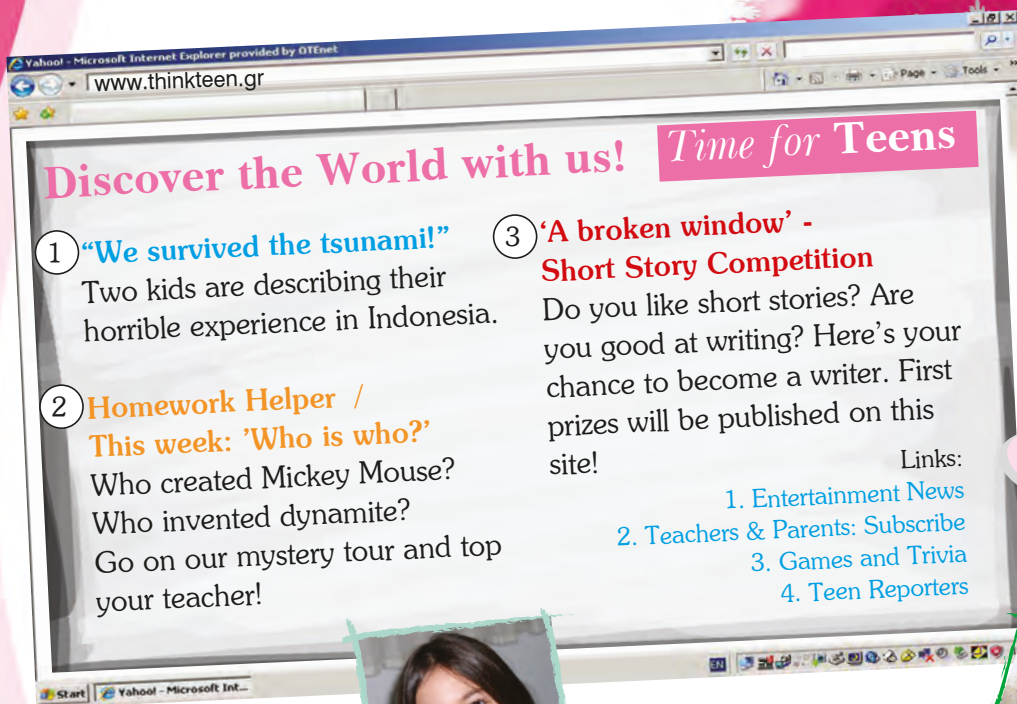 Yahoo! - Microsoft Internet Explorer provided by OTEnet
www.thinkteen.gr
Page
Tools
Discover the World with us!
Time for Teens
1
“We survived the tsunami!”
Two kids are describing their
horrible experience in Indonesia.
2
Homework Helper /
This week: ’Who is who?’
Who created Mickey Mouse?
Who invented dynamite?
Go on our mystery tour and top
your teacher!
3
‘A broken window’ -
Short Story Competition
Do you like short stories? Are
you good at writing? Here’s your
chance to become a writer. First
prizes will be published on this
site!
Links:
1. Entertainment News
2. Teachers & Parents: Subscribe
3. Games and Trivia
4. Teen Reporters
EN
Start
Yahoo! - Microsoft Int...